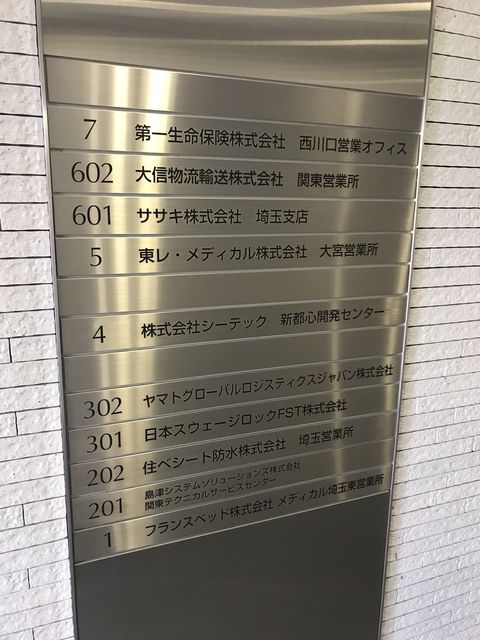 7 第一生命保険株式会社 西川口営業オフィス
602 大信物流輸送株式会社 関東営業所
601 ササキ株式会社 埼玉支店
5 東レ・メディカル株式会社 大宮営業所
4 株式会社シーテック 新都心開発センター
302 ヤマトグローバルロジスティクスジャパン株式会社
301 日本スウェージロックFST株式会社
202 住べシート防水株式会社 埼玉営業所
201 島津システムソリューションズ株式会社
関東テクニカルサービスセンター
1 フランスベッド株式会社 メディカル埼玉東営業所